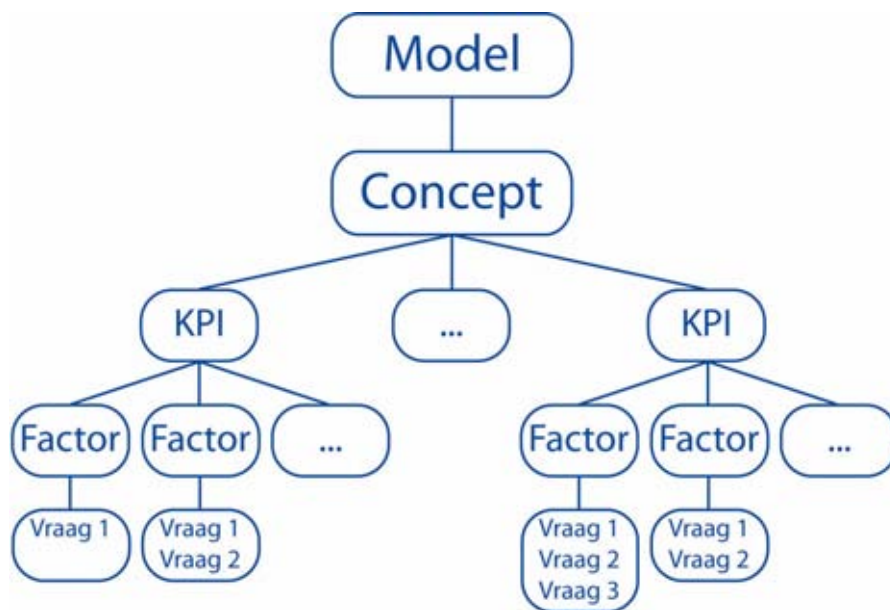 Model
Concept
KPI
...
KPI
Factor
Factor
...
Factor
Factor
...
Vraag 1
Vraag 1
Vraag 2
Vraag 1
Vraag 2
Vraag 3
Vraag 1
Vraag 2